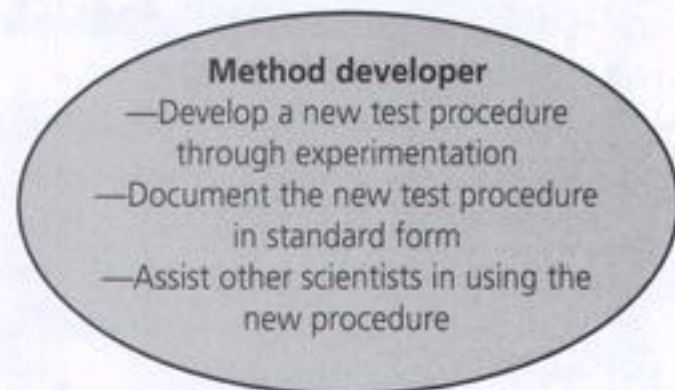 Method developer
—Develop a new test procedure
through experimentation
—Document the new test procedure
in standard form
—Assist other scientists in using the
new procedure